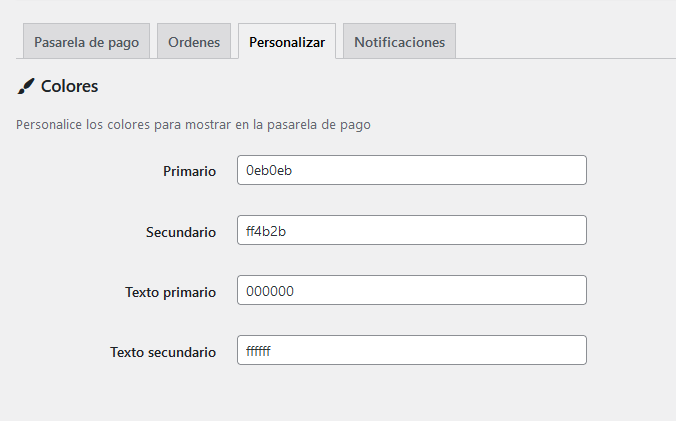 Pasarela de pago
Ordenes
Personalizar
Notificaciones
Colores
Personalice los colores para mostrar en la pasarela de pago
Primario
0eb0eb
Secundario
ff4b2b
Texto primario
000000
Texto secundario
ffffff